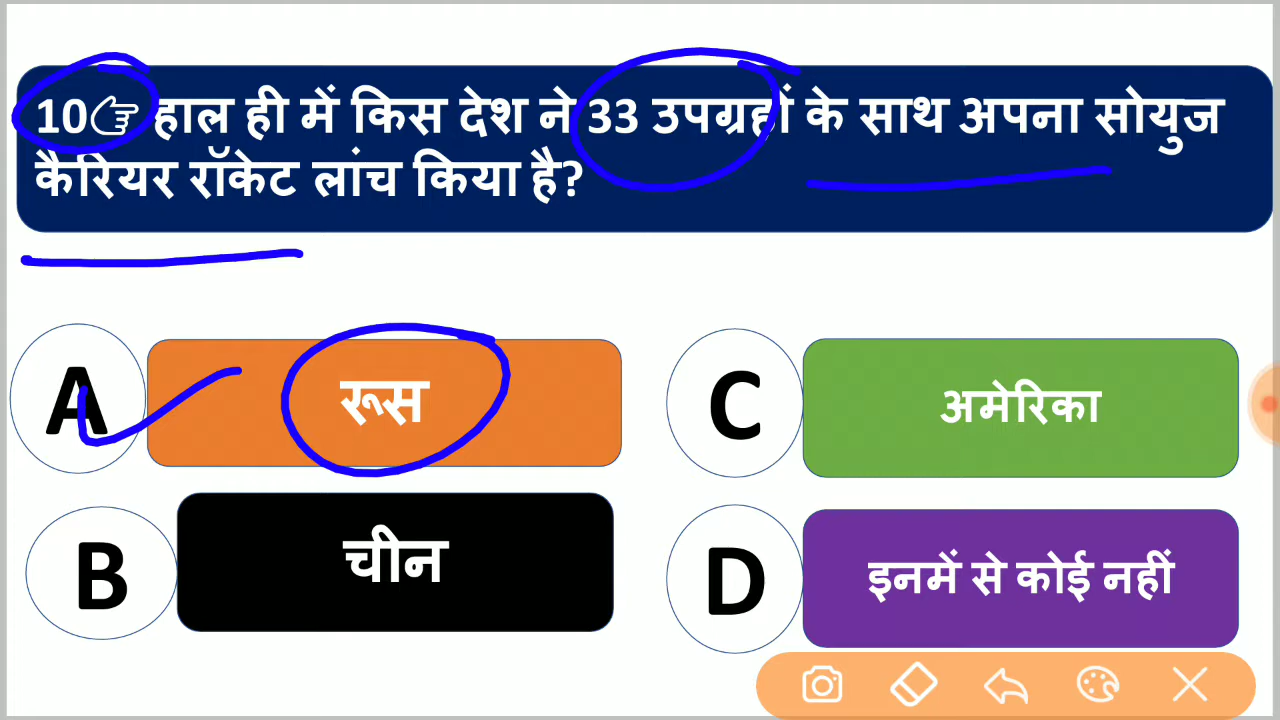 10👉 हाल ही में किस देश ने 33 उपग्रहों के साथ अपना सोयुज
कैरियर रॉकेट लांच किया है?
A रूस
C अमेरिका
B चीन
D इनमें से कोई नहीं